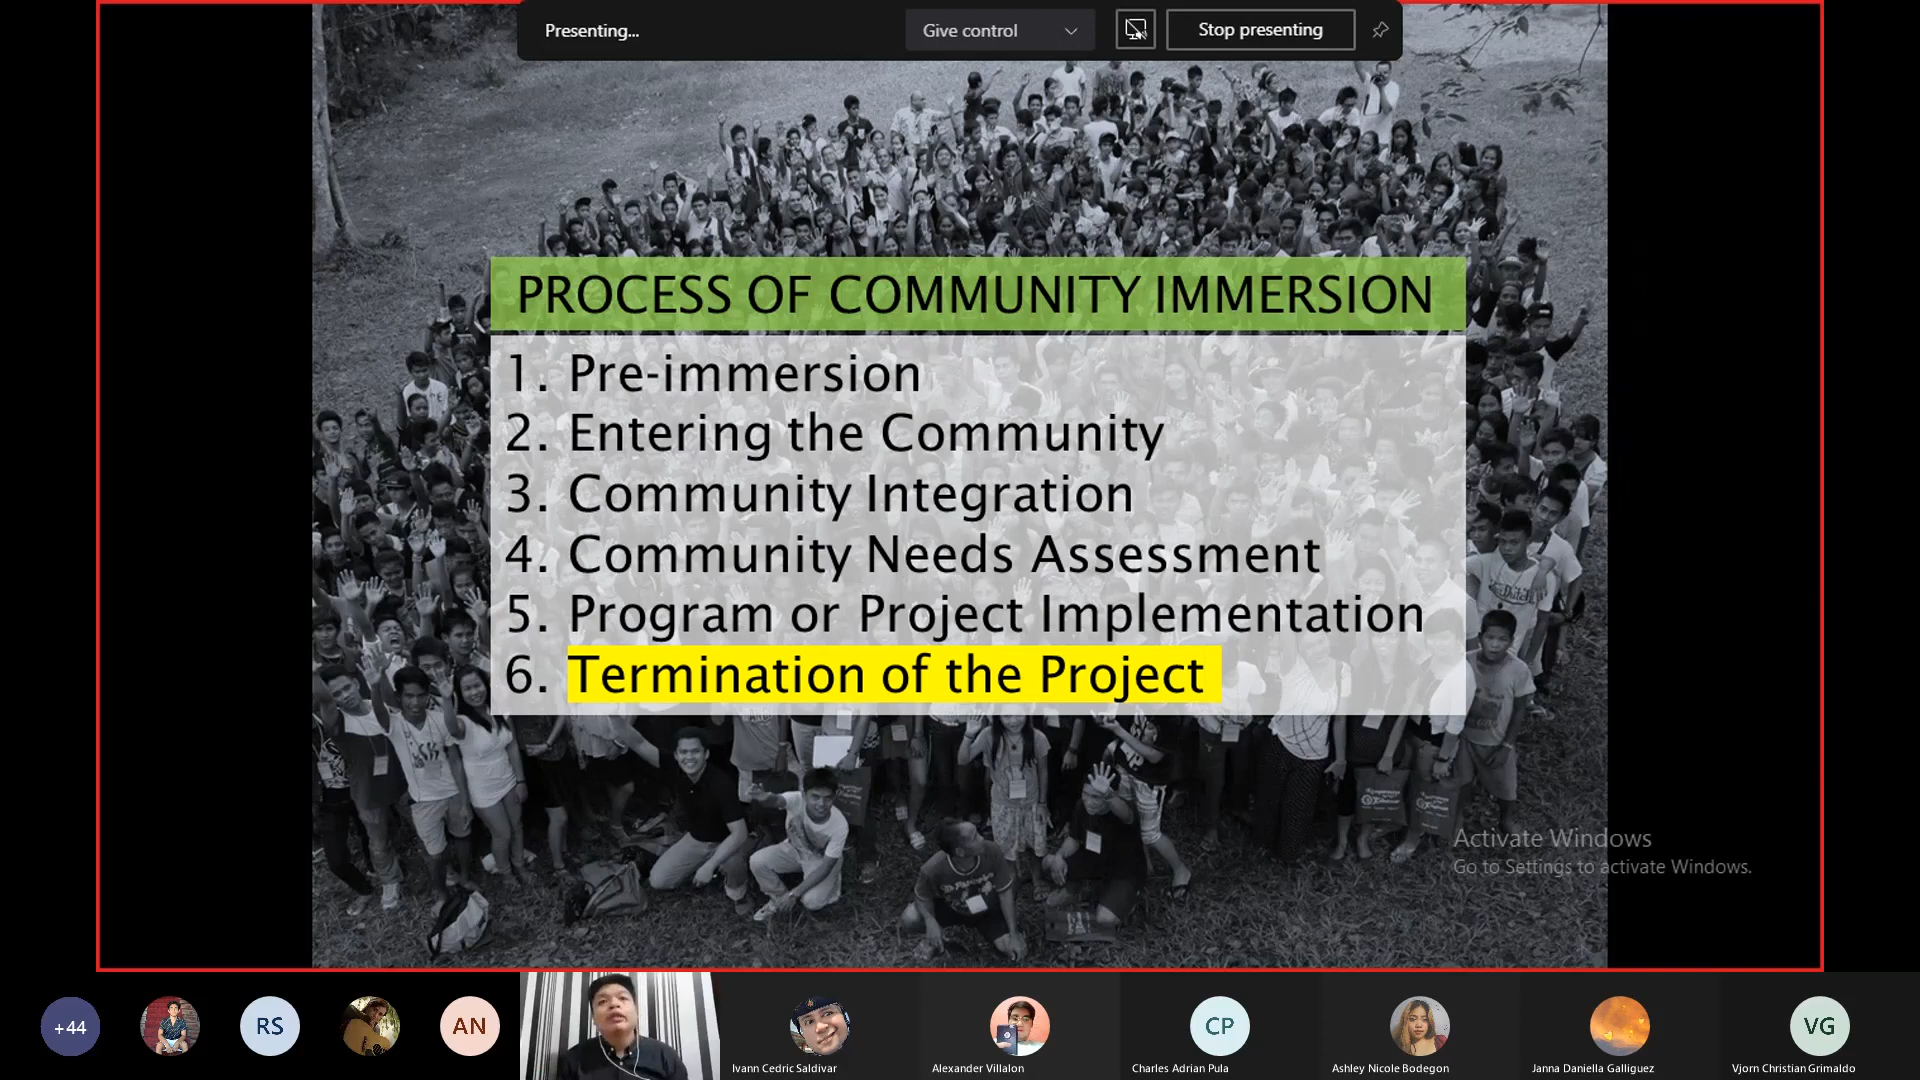 Presenting...
Give control
Stop presenting
PROCESS OF COMMUNITY IMMERSION
1. Pre-immersion
2. Entering the Community
3. Community Integration
4. Community Needs Assessment
5. Program or Project Implementation
6. Termination of the Project
Activate Windows
Go to Settings to activate Windows.
+44
RS
AN
CP
VG
Ivann Cedric Saldivar
Alexander Villalon
Charles Adrian Pula
Ashley Nicole Bodegon
Janna Daniella Galliguez
Vjorn Christian Grimaldo